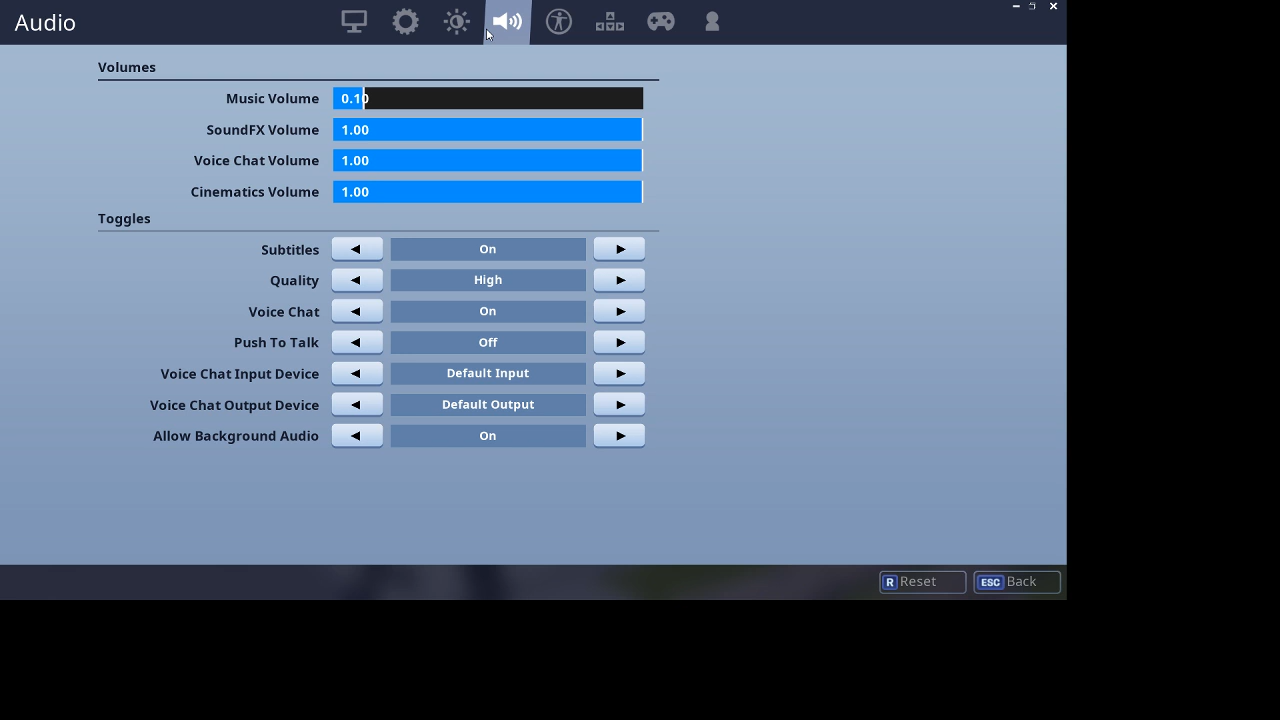 Audio
Volumes
Music Volume 0.10
SoundFX Volume 1.00
Voice Chat Volume 1.00
Cinematics Volume 1.00
Toggles
Subtitles On
Quality High
Voice Chat On
Push To Talk Off
Voice Chat Input Device Default Input
Voice Chat Output Device Default Output
Allow Background Audio On
R Reset ESC Back